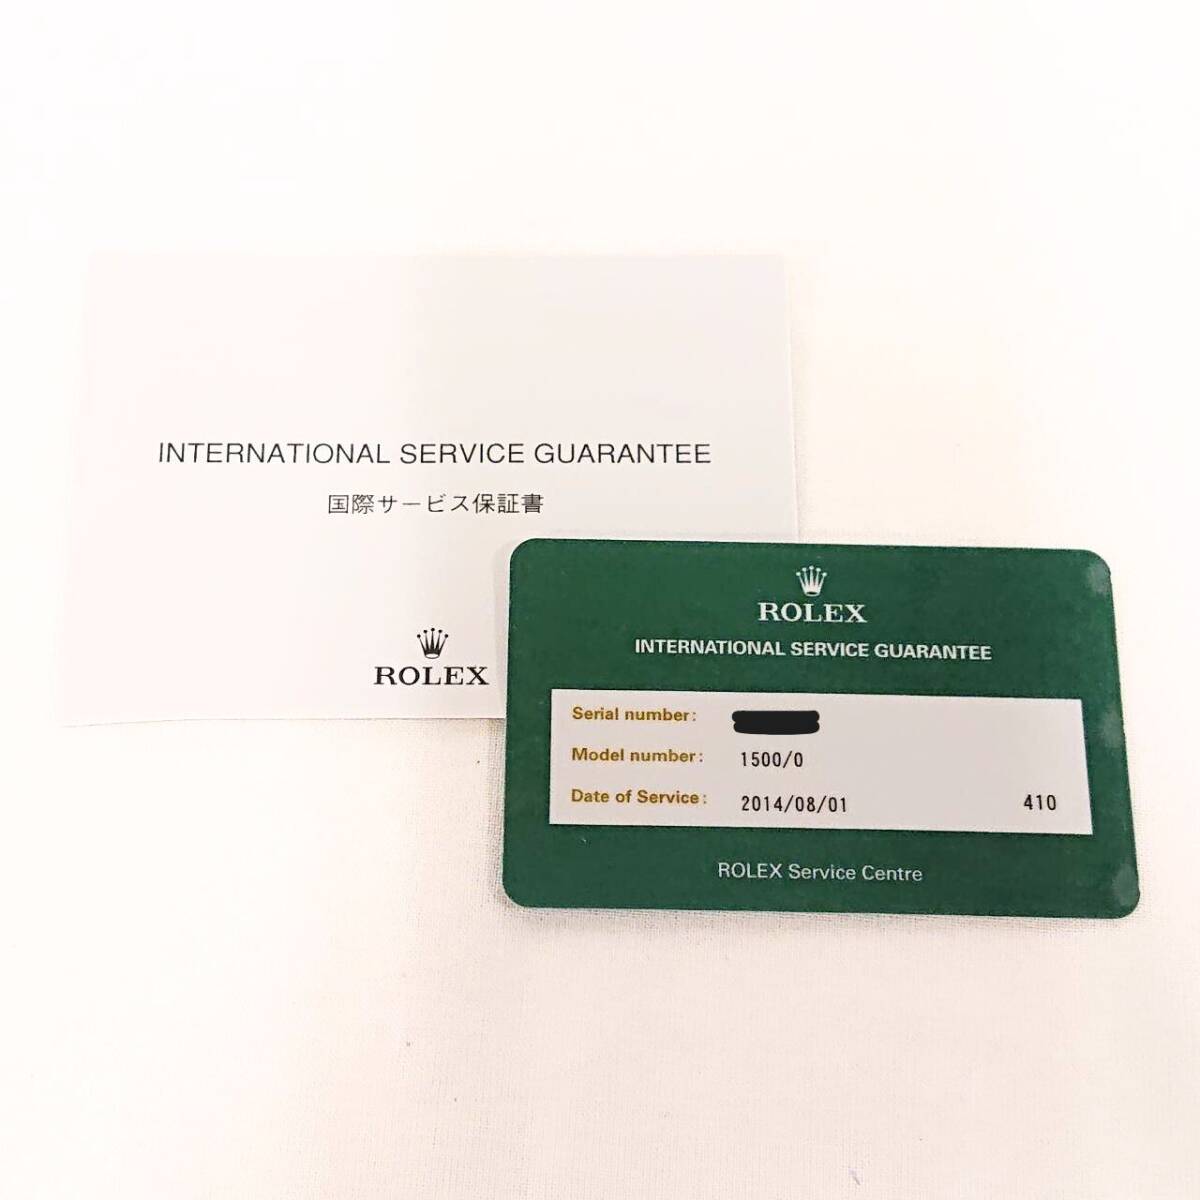 INTERNATIONAL SERVICE GUARANTEE
国際サービス保証書
ROLEX
ROLEX
INTERNATIONAL SERVICE GUARANTEE
Serial number:
Model number: 1500/0
Date of Service: 2014/08/01 410
ROLEX Service Centre